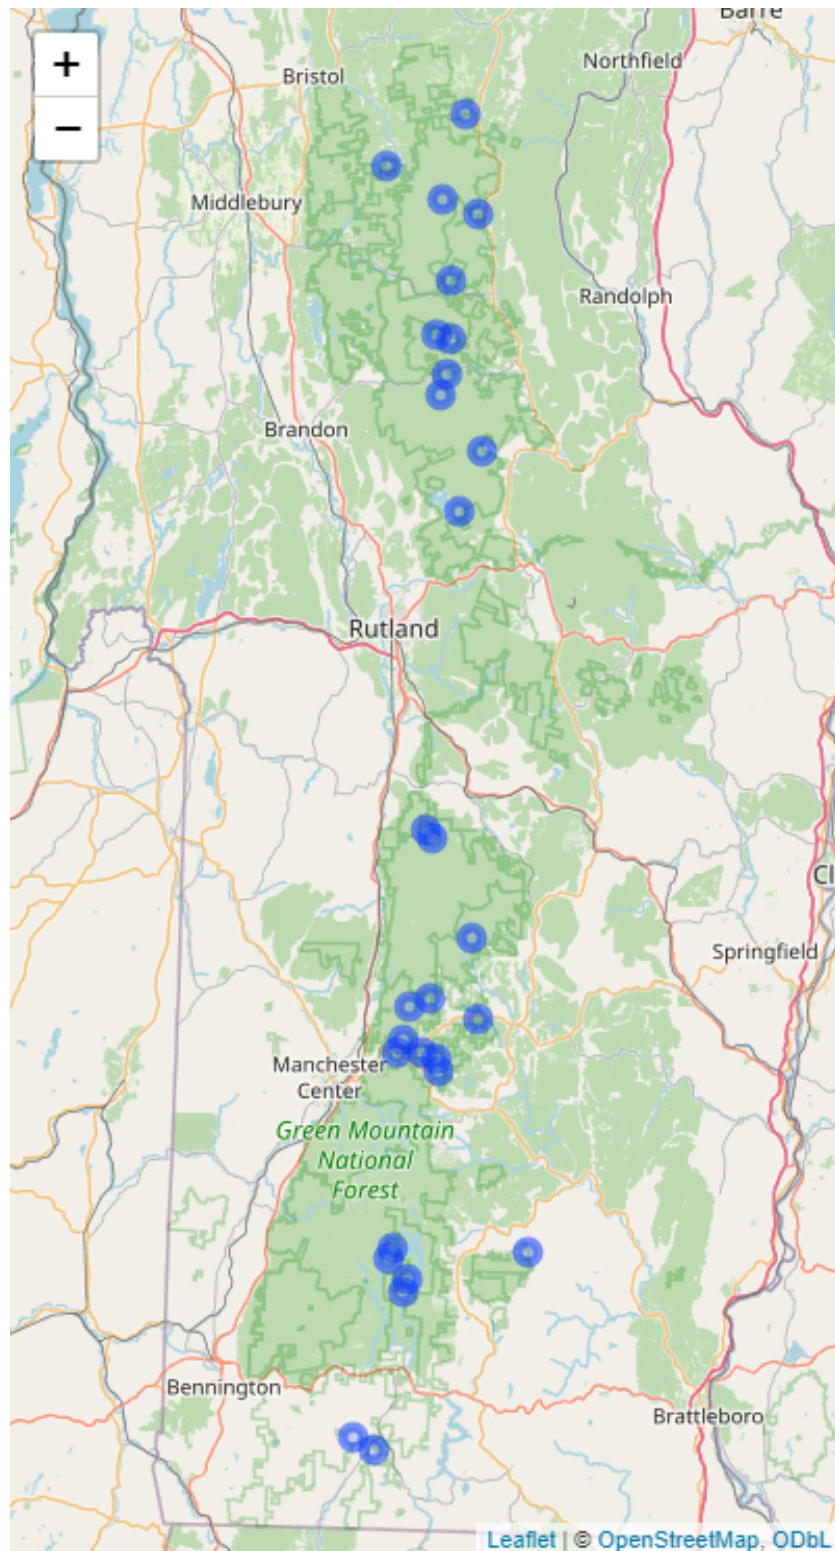 Barre
+
Northfield
Bristol
−
Middlebury
Randolph
Brandon
Rutland
Springfield
Manchester
Center
Green Mountain
National
Forest
Bennington
Brattleboro
Leaflet | © OpenStreetMap, ODbL